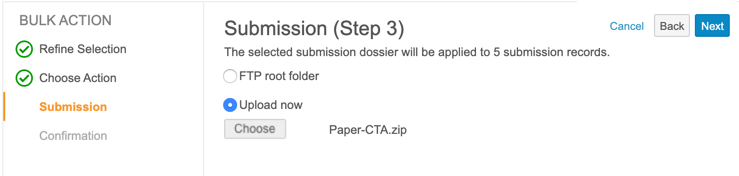 BULK ACTION
Refine Selection
Choose Action
Submission
Confirmation
Submission (Step 3)
Cancel
Back
Next
The selected submission dossier will be applied to 5 submission records.
FTP root folder
Upload now
Choose
Paper-CTA.zip